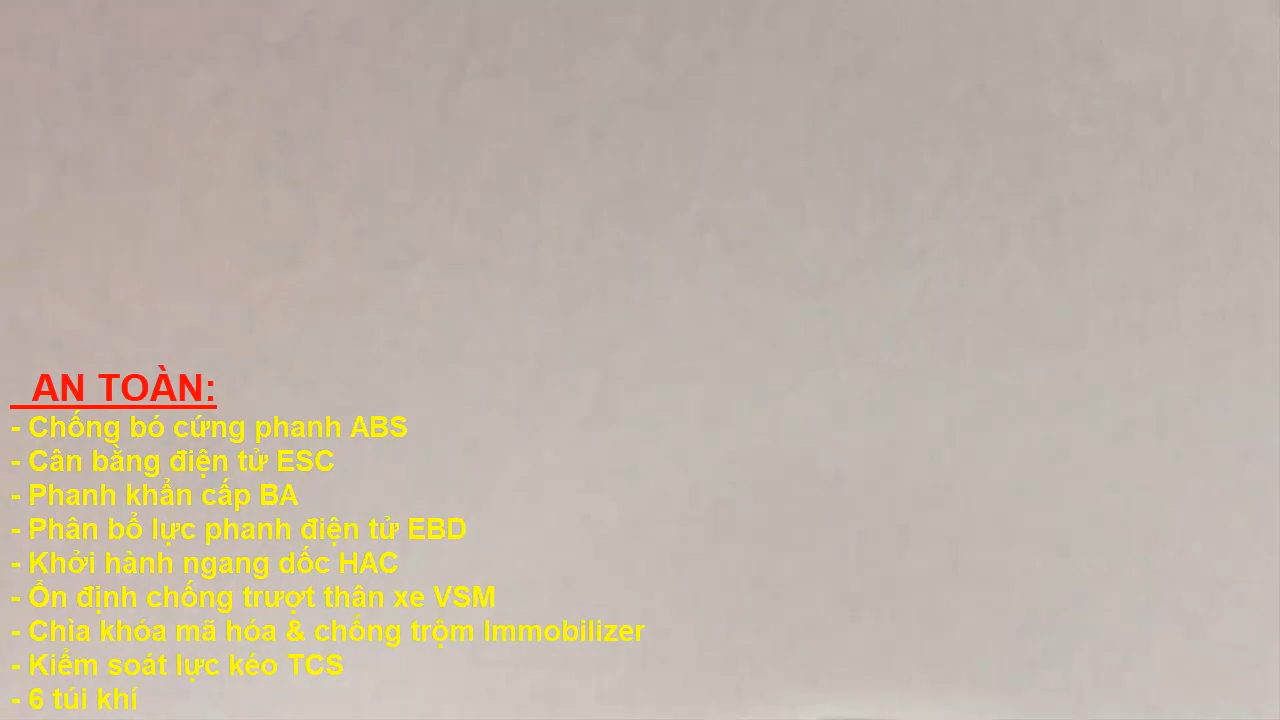 AN TOÀN:
- Chống bó cứng phanh ABS
- Cân bằng điện tử ESC
- Phanh khẩn cấp BA
- Phân bổ lực phanh điện tử EBD
- Khởi hành ngang dốc HAC
- Ổn định chống trượt thân xe VSM
- Chìa khóa mã hóa & chống trộm Immobilizer
- Kiểm soát lực kéo TCS
- 6 túi khí